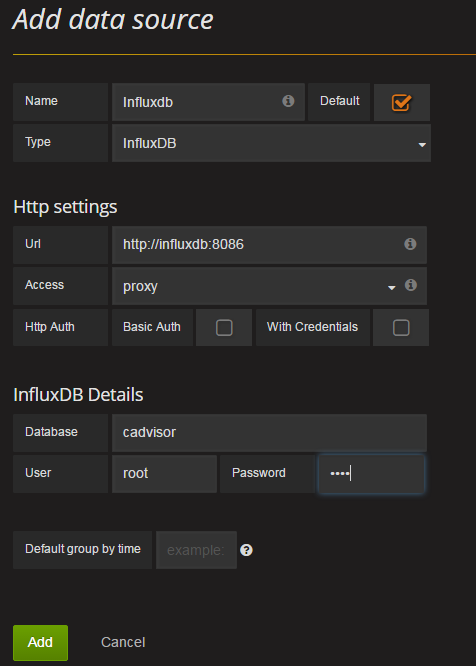 Add data source
Name Influxdb Default
Type InfluxDB
Http settings
Url http://influxdb:8086
Access proxy
Http Auth Basic Auth With Credentials
InfluxDB Details
Database cadvisor
User root Password ••••
Default group by time example:
Add Cancel